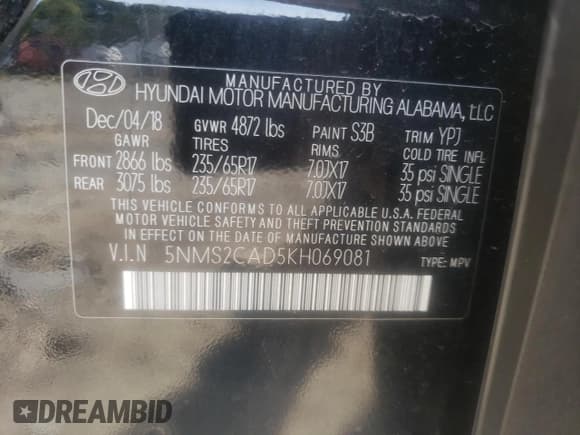 MANUFACTURED BY
HYUNDAI MOTOR MANUFACTURING ALABAMA, LLC
Dec/04/18 GVWR 4872 lbs PAINT S3B TRIM YPJ
GAWR TIRES RIMS COLD TIRE INFL
FRONT 2866 lbs 235/65R17 7.0JX17 35 psi SINGLE
REAR 3075 lbs 235/65R17 7.0JX17 35 psi SINGLE
THIS VEHICLE CONFORMS TO ALL APPLICABLE U.S.A. FEDERAL
MOTOR VEHICLE SAFETY AND THEFT PREVENTION STANDARDS
IN EFFECT ON THE DATE OF MANUFACTURE SHOWN ABOVE.
V.I.N 5NMS2CAD5KH069081 TYPE: MPV
DREAMBID